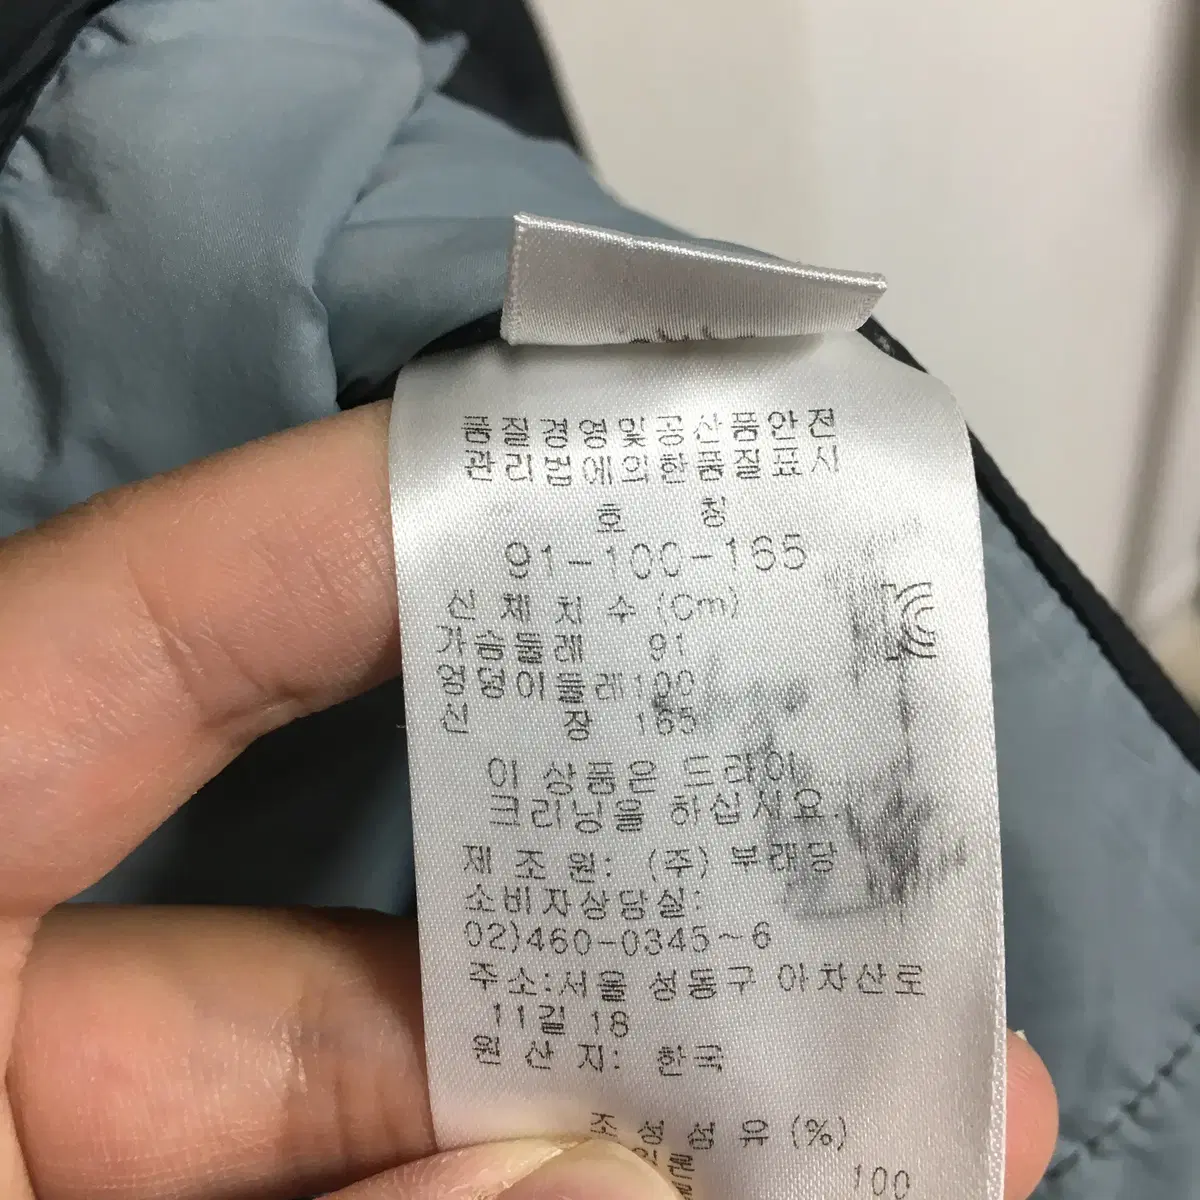 품질경영및공산품안전
관리법에의한품질표시
호 칭
91-100-165
신 체 치 수 (Cm)
가슴둘레 91
엉덩이둘레100
신 장 165
이 상품은 드라이
크리닝을 하십시요.
제 조 원: (주) 부래당
소비자상담실:
02)460-0345~6
주소:서울 성동구 아차산로
11길 18
원 산 지: 한국
조 성 섬 유 (%)
100